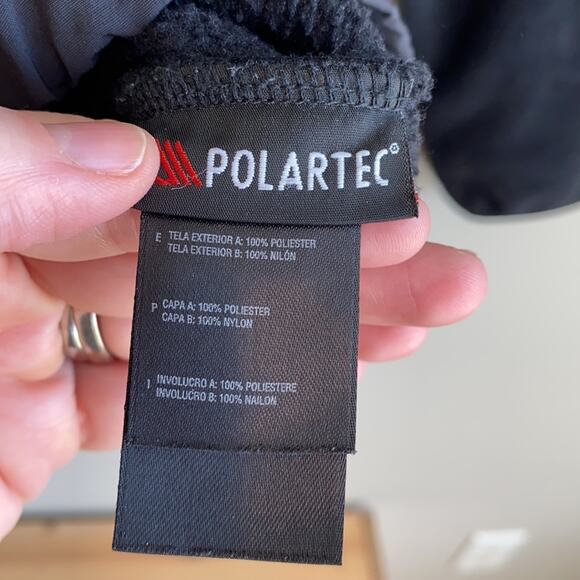 POLARTEC®
E TELA EXTERIOR A: 100% POLIESTER
TELA EXTERIOR B: 100% NILÓN
P CAPA A: 100% POLIESTER
CAPA B: 100% NYLON
I INVOLUCRO A: 100% POLIESTERE
INVOLUCRO B: 100% NAILON